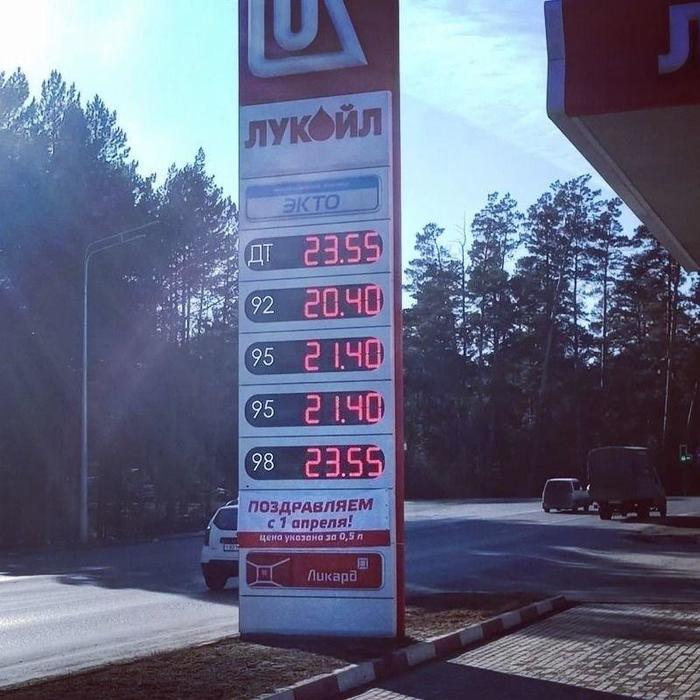 ЛУКОЙЛ
ЭКТО
ДТ 23.55
92 20.40
95 21.40
95 21.40
98 23.55
ПОЗДРАВЛЯЕМ
с 1 апреля!
цена указана за 0,5 л
Ликард
Л